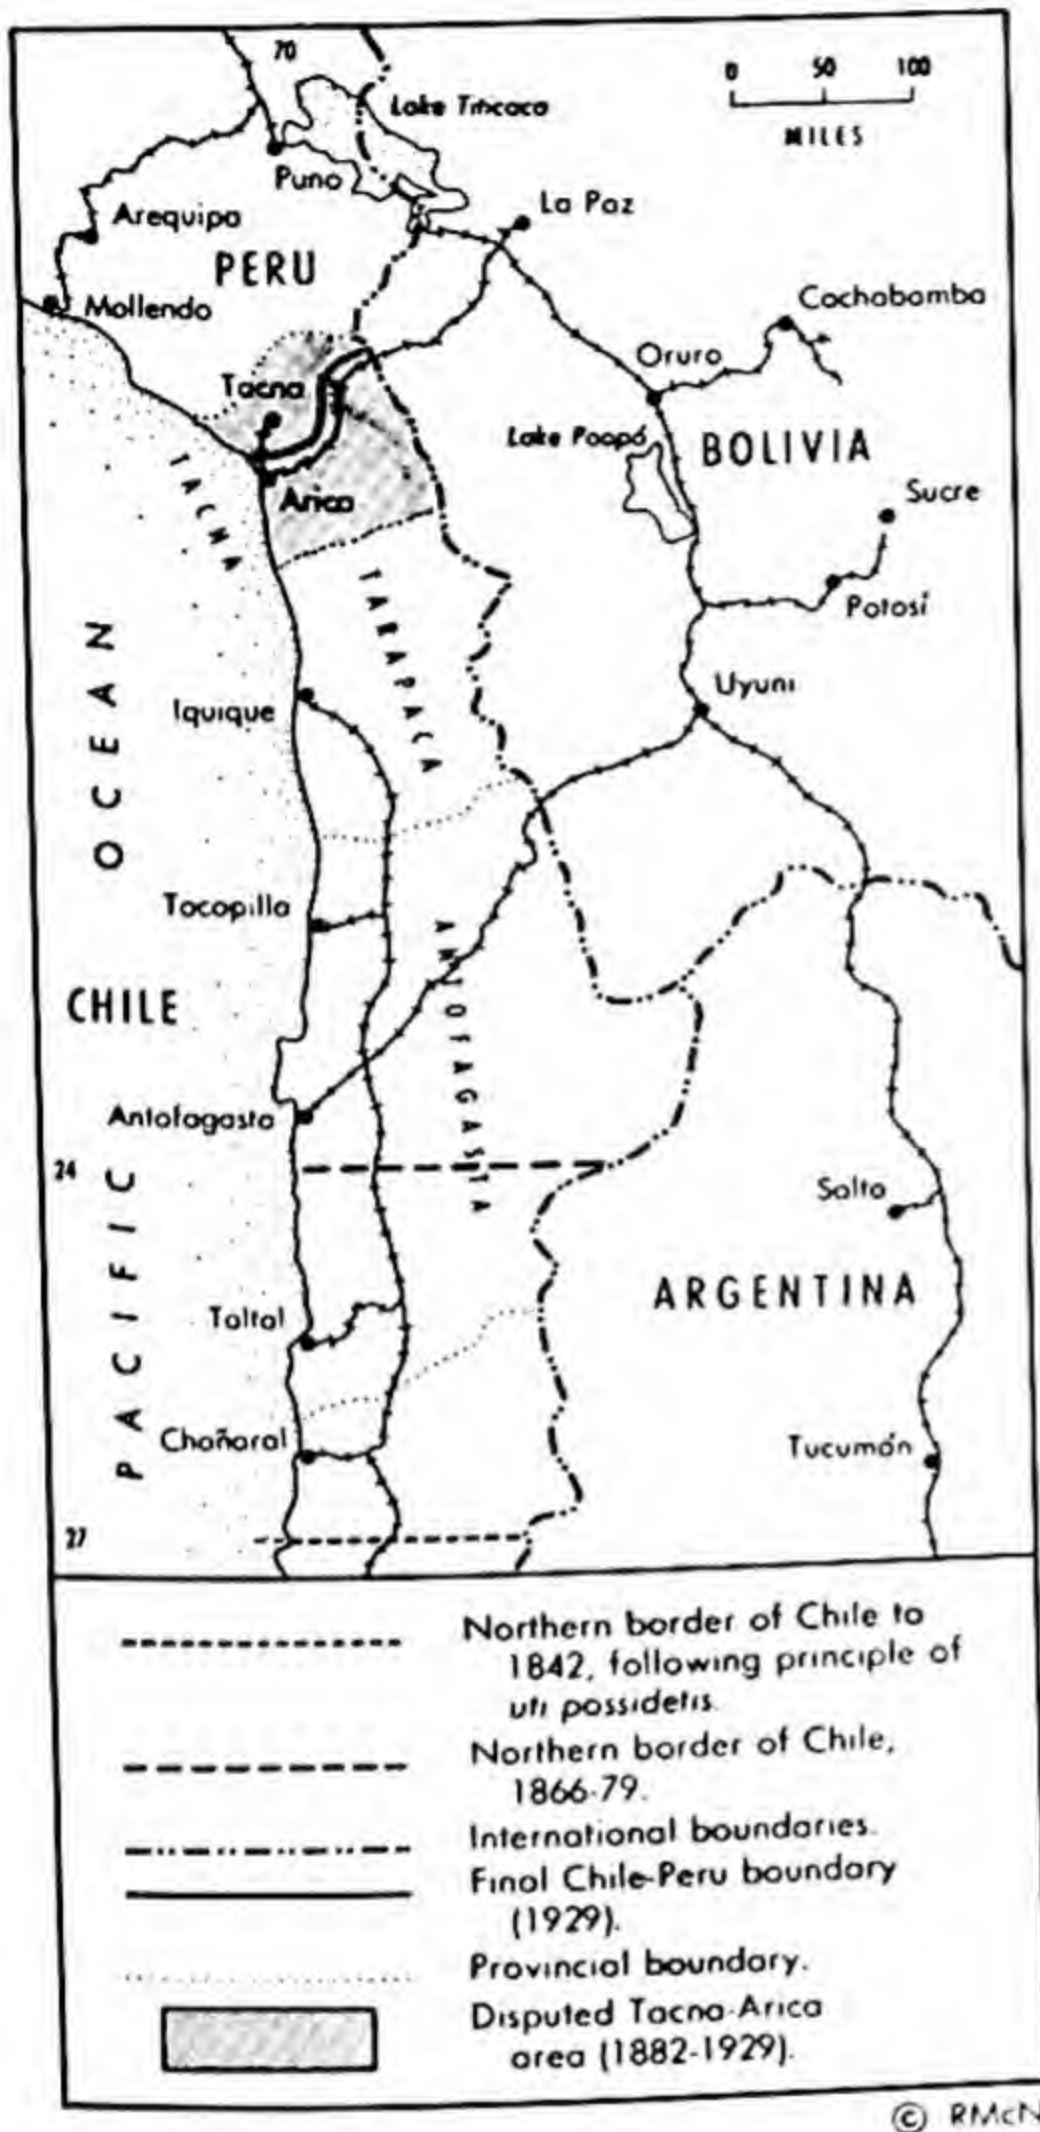 70
0 50 100
MILES
Lake Titicaca
Puno
La Paz
Arequipa
PERU
Mollendo
Cochabamba
Oruro
Tacna
Lake Poopó
BOLIVIA
Sucre
TACNA
Arica
TARAPACA
Potosí
Uyuni
Iquique
PACIFIC OCEAN
Tocopilla
ANTOFAGASTA
CHILE
Antofagasta
24
Salta
ARGENTINA
Taltal
Chañaral
Tucumán
27
Northern border of Chile to
1842, following principle of
uti possidetis.
Northern border of Chile,
1866-79.
International boundaries.
Final Chile-Peru boundary
(1929).
Provincial boundary.
Disputed Tacna-Arica
area (1882-1929).
© RMcN